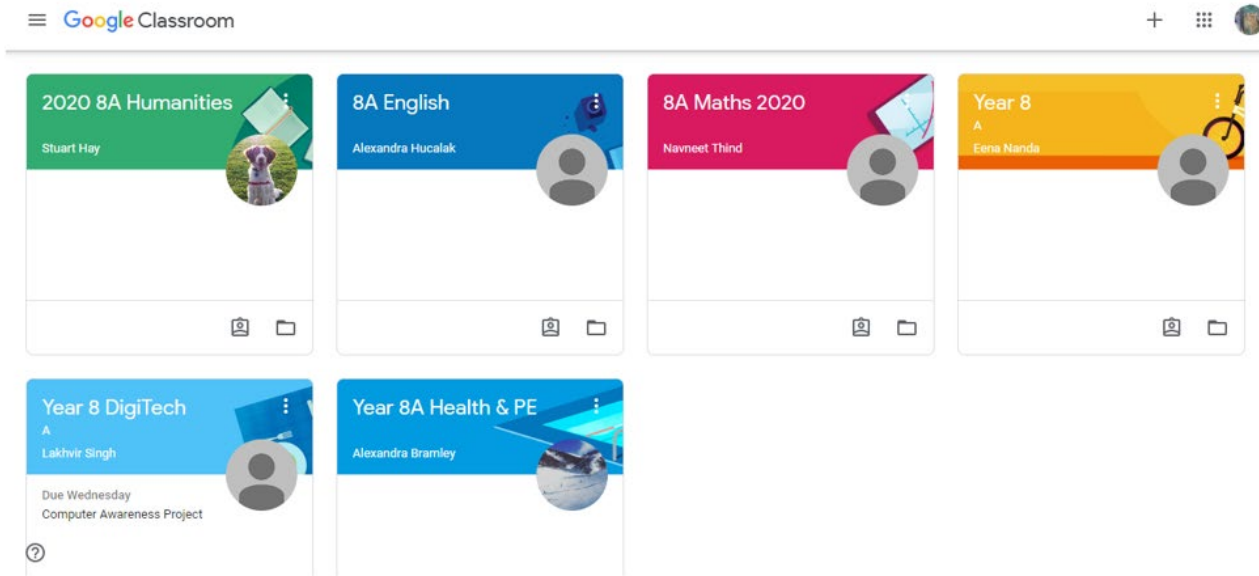 Google Classroom
2020 8A Humanities
Stuart Hay
8A English
Alexandra Hucalak
8A Maths 2020
Navneet Thind
Year 8
A
Eena Nanda
Year 8 DigiTech
A
Lakhvir Singh
Due Wednesday
Computer Awareness Project
Year 8A Health & PE
Alexandra Bramley